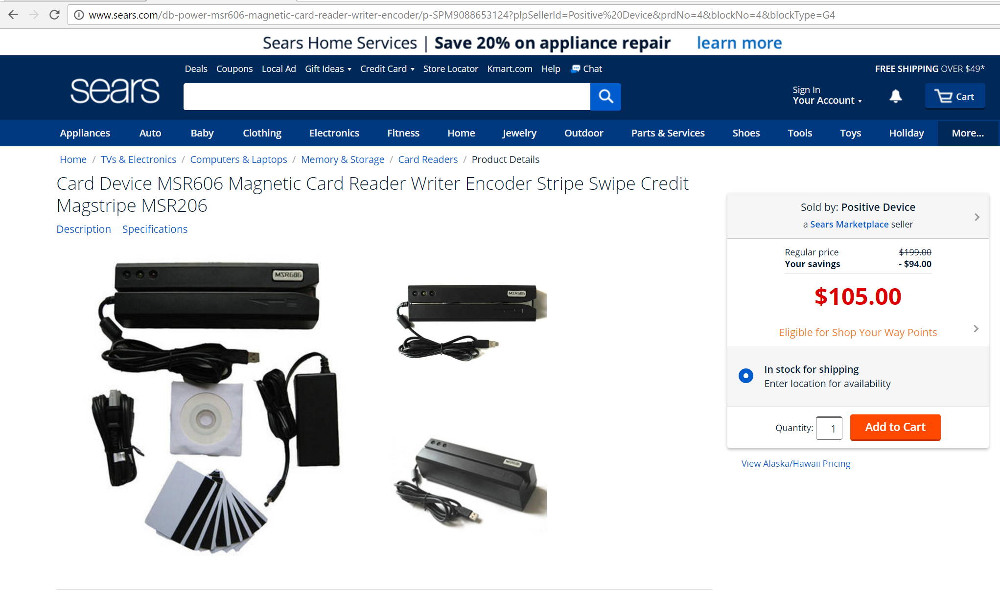 www.sears.com/db-power-msr606-magnetic-card-reader-writer-encoder/p-SPM9088653124?plpSellerId=Positive%20Device&prdNo=4&blockNo=4&blockType=G4
Sears Home Services | Save 20% on appliance repair learn more
Deals Coupons Local Ad Gift Ideas Credit Card Store Locator Kmart.com Help Chat
FREE SHIPPING OVER $49*
sears
Sign In
Your Account
Cart
Appliances Auto Baby Clothing Electronics Fitness Home Jewelry Outdoor Parts & Services Shoes Tools Toys Holiday More...
Home / TVs & Electronics / Computers & Laptops / Memory & Storage / Card Readers / Product Details
Card Device MSR606 Magnetic Card Reader Writer Encoder Stripe Swipe Credit
Magstripe MSR206
Description Specifications
MSR606
MSR606
MSR606
Sold by: Positive Device
a Sears Marketplace seller
Regular price $199.00
Your savings - $94.00
$105.00
Eligible for Shop Your Way Points
In stock for shipping
Enter location for availability
Quantity: 1 Add to Cart
View Alaska/Hawaii Pricing